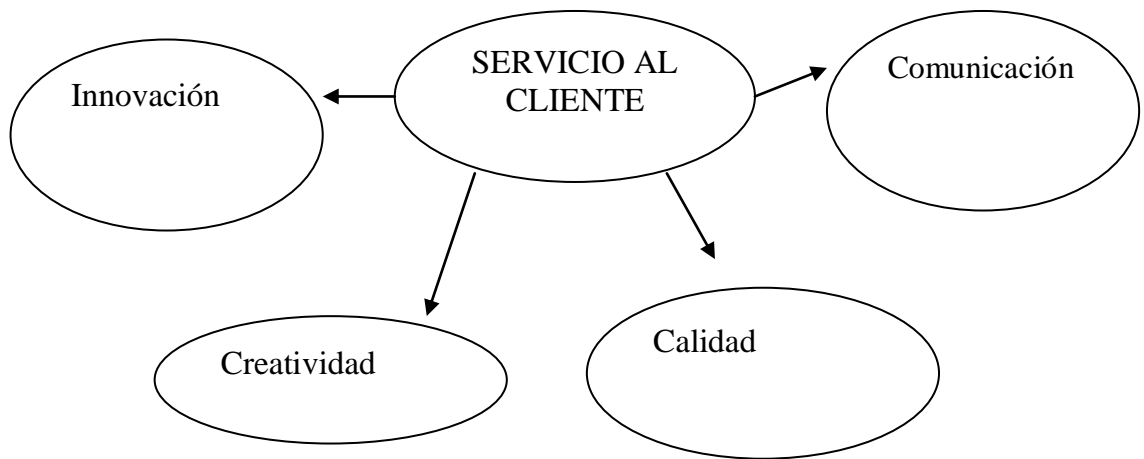 SERVICIO AL
CLIENTE
Innovación
Comunicación
Creatividad
Calidad